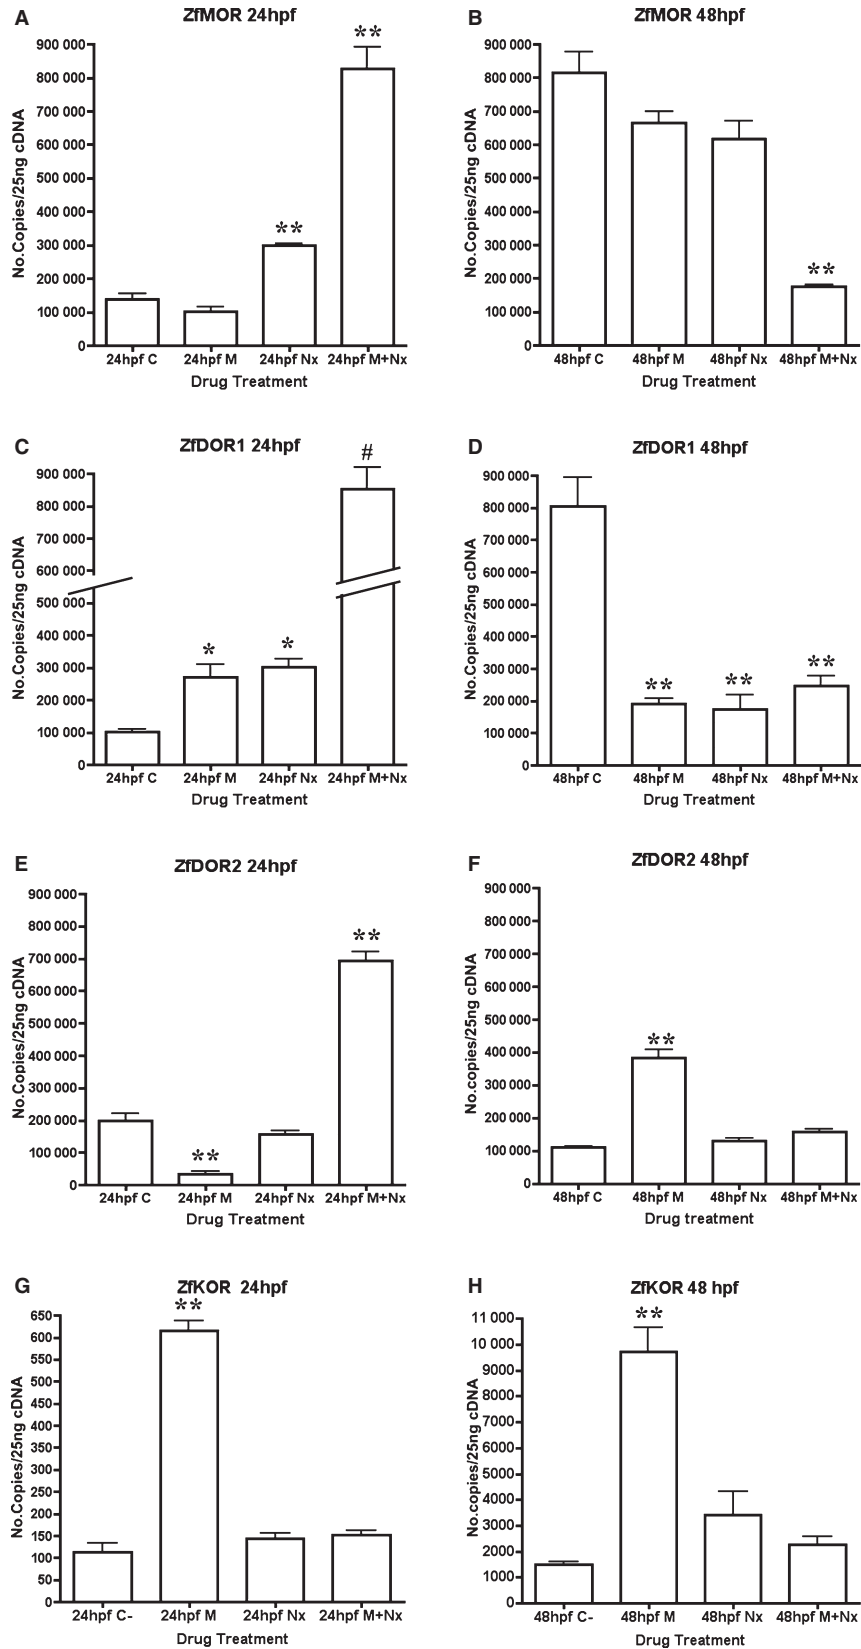 A
ZfMOR 24hpf
No.Copies/25ng cDNA
900 000
800 000
700 000
600 000
500 000
400 000
300 000
200 000
100 000
0
**
**
24hpf C 24hpf M 24hpf Nx 24hpf M+Nx
Drug Treatment
B
ZfMOR 48hpf
No.Copies/25ng cDNA
900 000
800 000
700 000
600 000
500 000
400 000
300 000
200 000
100 000
0
**
48hpf C 48hpf M 48hpf Nx 48hpf M+Nx
Drug Treatment
C
ZfDOR1 24hpf
No.Copies/25ng cDNA
900 000
800 000
700 000
600 000
500 000
400 000
300 000
200 000
100 000
0
*
*
#
24hpf C 24hpf M 24hpf Nx 24hpf M+Nx
Drug Treatment
D
ZfDOR1 48hpf
No.Copies/25ng cDNA
900 000
800 000
700 000
600 000
500 000
400 000
300 000
200 000
100 000
0
**
**
**
48hpf C 48hpf M 48hpf Nx 48hpf M+Nx
Drug Treatment
E
ZfDOR2 24hpf
No.Copies/25ng cDNA
900 000
800 000
700 000
600 000
500 000
400 000
300 000
200 000
100 000
0
**
**
24hpf C 24hpf M 24hpf Nx 24hpf M+Nx
Drug Treatment
F
ZfDOR2 48hpf
No.copies/25ng cDNA
900 000
800 000
700 000
600 000
500 000
400 000
300 000
200 000
100 000
0
**
48hpf C 48hpf M 48hpf Nx 48hpf M+Nx
Drug treatment
G
ZfKOR 24hpf
No.Copies/25ng cDNA
650
600
550
500
450
400
350
300
250
200
150
100
50
0
**
24hpf C- 24hpf M 24hpf Nx 24hpf M+Nx
Drug Treatment
H
ZfKOR 48 hpf
No.copies/25ng cDNA
11 000
10 000
9000
8000
7000
6000
5000
4000
3000
2000
1000
0
**
48hpf C- 48hpf M 48hpf Nx 48hpf M+Nx
Drug Treatment